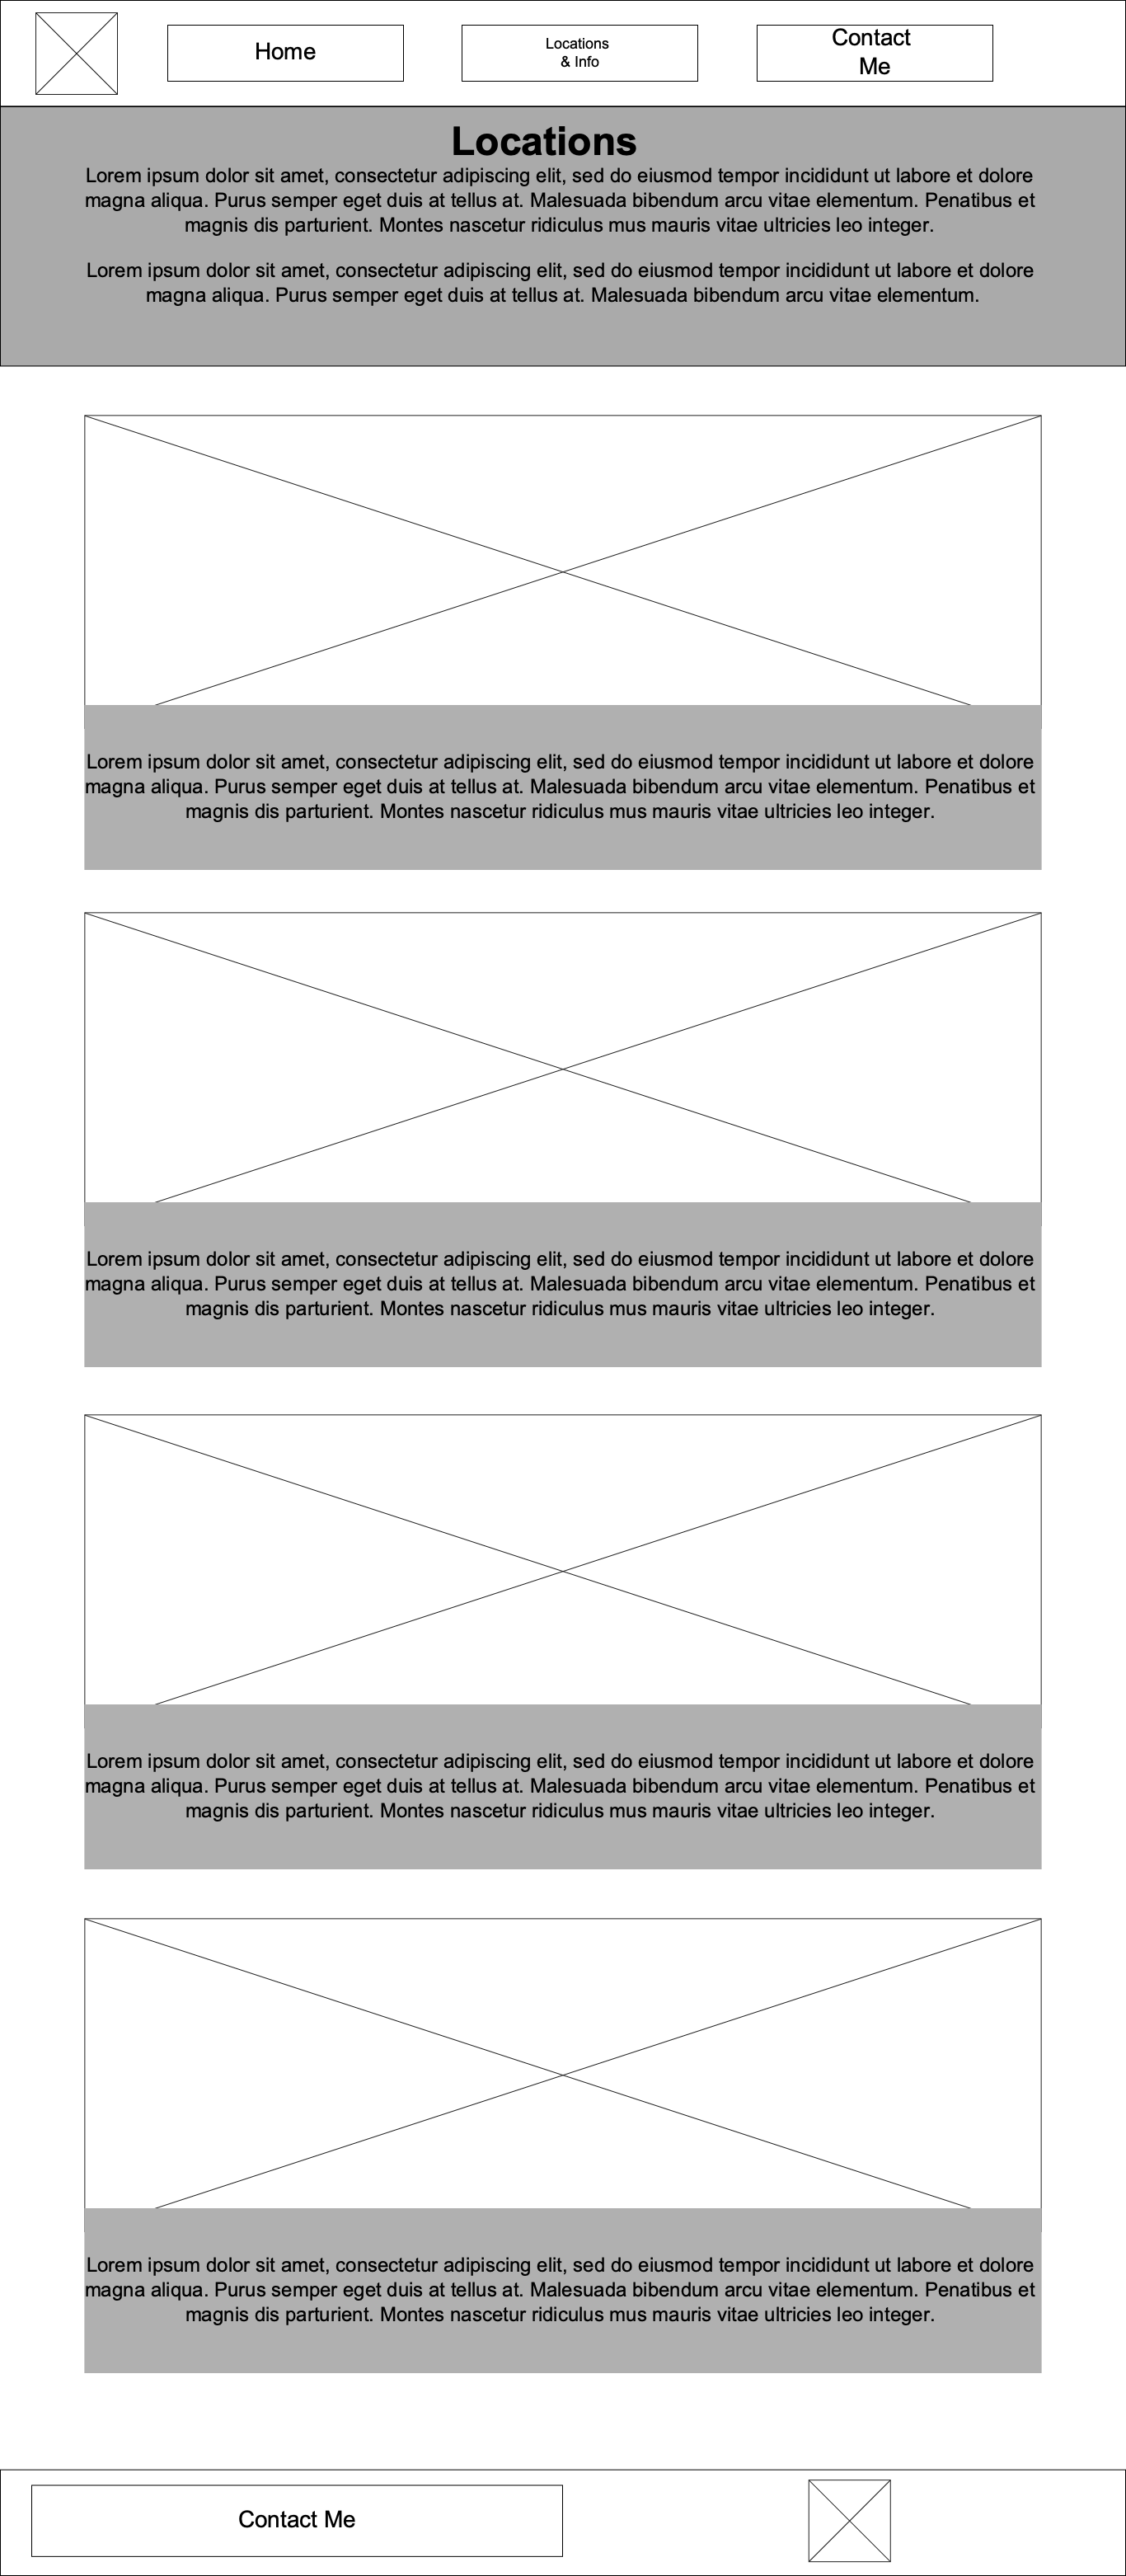 Home
Locations
& Info
Contact
Me
Locations
Lorem ipsum dolor sit amet, consectetur adipiscing elit, sed do eiusmod tempor incididunt ut labore et dolore
magna aliqua. Purus semper eget duis at tellus at. Malesuada bibendum arcu vitae elementum. Penatibus et
magnis dis parturient. Montes nascetur ridiculus mus mauris vitae ultricies leo integer.
Lorem ipsum dolor sit amet, consectetur adipiscing elit, sed do eiusmod tempor incididunt ut labore et dolore
magna aliqua. Purus semper eget duis at tellus at. Malesuada bibendum arcu vitae elementum.
Lorem ipsum dolor sit amet, consectetur adipiscing elit, sed do eiusmod tempor incididunt ut labore et dolore
magna aliqua. Purus semper eget duis at tellus at. Malesuada bibendum arcu vitae elementum. Penatibus et
magnis dis parturient. Montes nascetur ridiculus mus mauris vitae ultricies leo integer.
Lorem ipsum dolor sit amet, consectetur adipiscing elit, sed do eiusmod tempor incididunt ut labore et dolore
magna aliqua. Purus semper eget duis at tellus at. Malesuada bibendum arcu vitae elementum. Penatibus et
magnis dis parturient. Montes nascetur ridiculus mus mauris vitae ultricies leo integer.
Lorem ipsum dolor sit amet, consectetur adipiscing elit, sed do eiusmod tempor incididunt ut labore et dolore
magna aliqua. Purus semper eget duis at tellus at. Malesuada bibendum arcu vitae elementum. Penatibus et
magnis dis parturient. Montes nascetur ridiculus mus mauris vitae ultricies leo integer.
Lorem ipsum dolor sit amet, consectetur adipiscing elit, sed do eiusmod tempor incididunt ut labore et dolore
magna aliqua. Purus semper eget duis at tellus at. Malesuada bibendum arcu vitae elementum. Penatibus et
magnis dis parturient. Montes nascetur ridiculus mus mauris vitae ultricies leo integer.
Contact Me